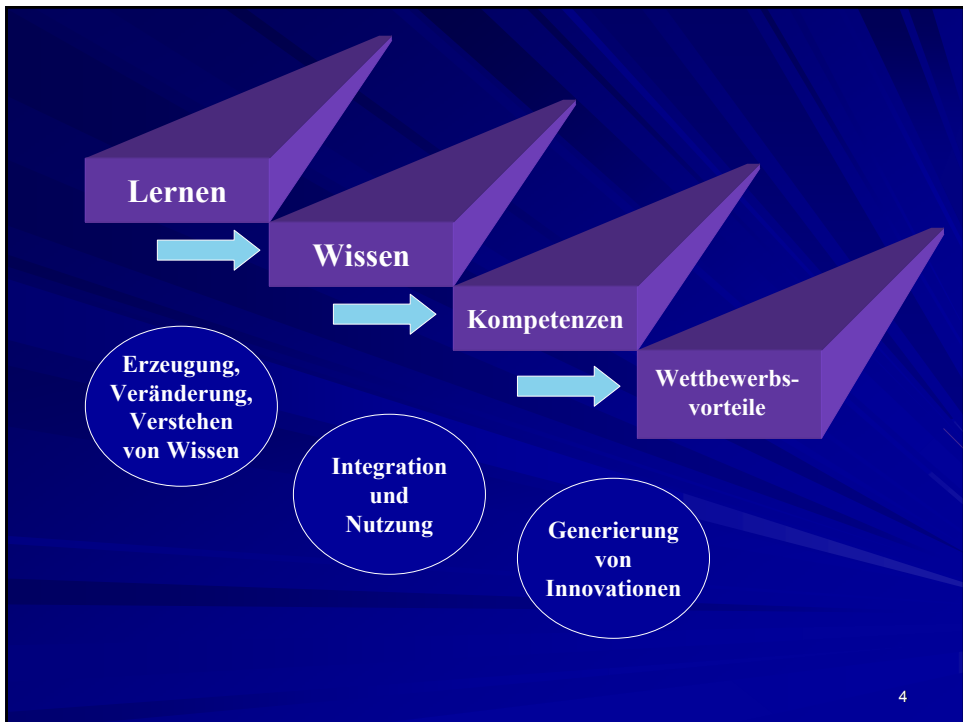 Lernen
Wissen
Kompetenzen
Wettbewerbs-
vorteile
Erzeugung,
Veränderung,
Verstehen
von Wissen
Integration
und
Nutzung
Generierung
von
Innovationen
4